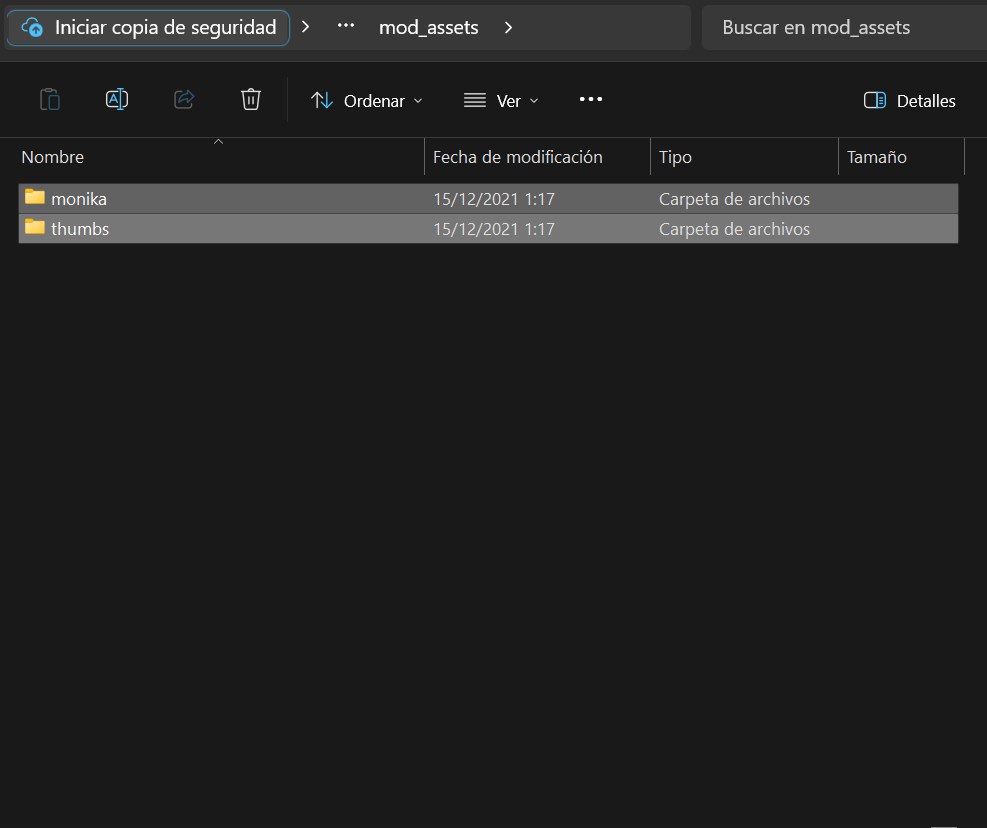 Iniciar copia de seguridad > ... mod_assets > Buscar en mod_assets
Ordenar Ver ... Detalles
Nombre Fecha de modificación Tipo Tamaño
monika 15/12/2021 1:17 Carpeta de archivos
thumbs 15/12/2021 1:17 Carpeta de archivos